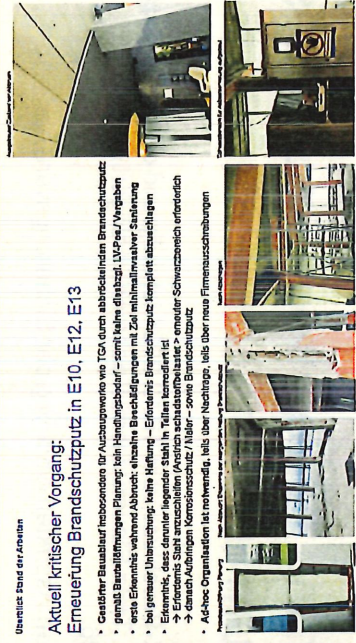 Überblick Stand der Arbeiten
Aktuell kritischer Vorgang:
Erneuerung Brandschutzputz in E10, E12, E13
• Gestörter Bauablauf insbesondere für Ausbaugewerke wie TGA durch abbröckelnden Brandschutzputz
• gemäß Bauteilöffnungen Planung: kein Handlungsbedarf – somit keine diesbzgl. LV-Pos./ Vergaben
• erste Erkenntnis während Abbruch: einzelne Beschädigungen mit Ziel minimalinvasiver Sanierung
• bei genauer Untersuchung: keine Haftung – Erfordernis Brandschutzputz komplett abzuschlagen
• Erkenntnis, dass darunter liegender Stahl in Teilen korrodiert ist
→ Erfordernis Stahl anzuschleifen (Anstrich schadstoffbelastet > erneuter Schwarzbereich erforderlich
→ danach Aufbringen Korrosionsschutz / Maler – sowie Brandschutzputz
Ad-hoc Organisation ist notwendig, teils über Nachträge, teils über neue Firmenausschreibungen